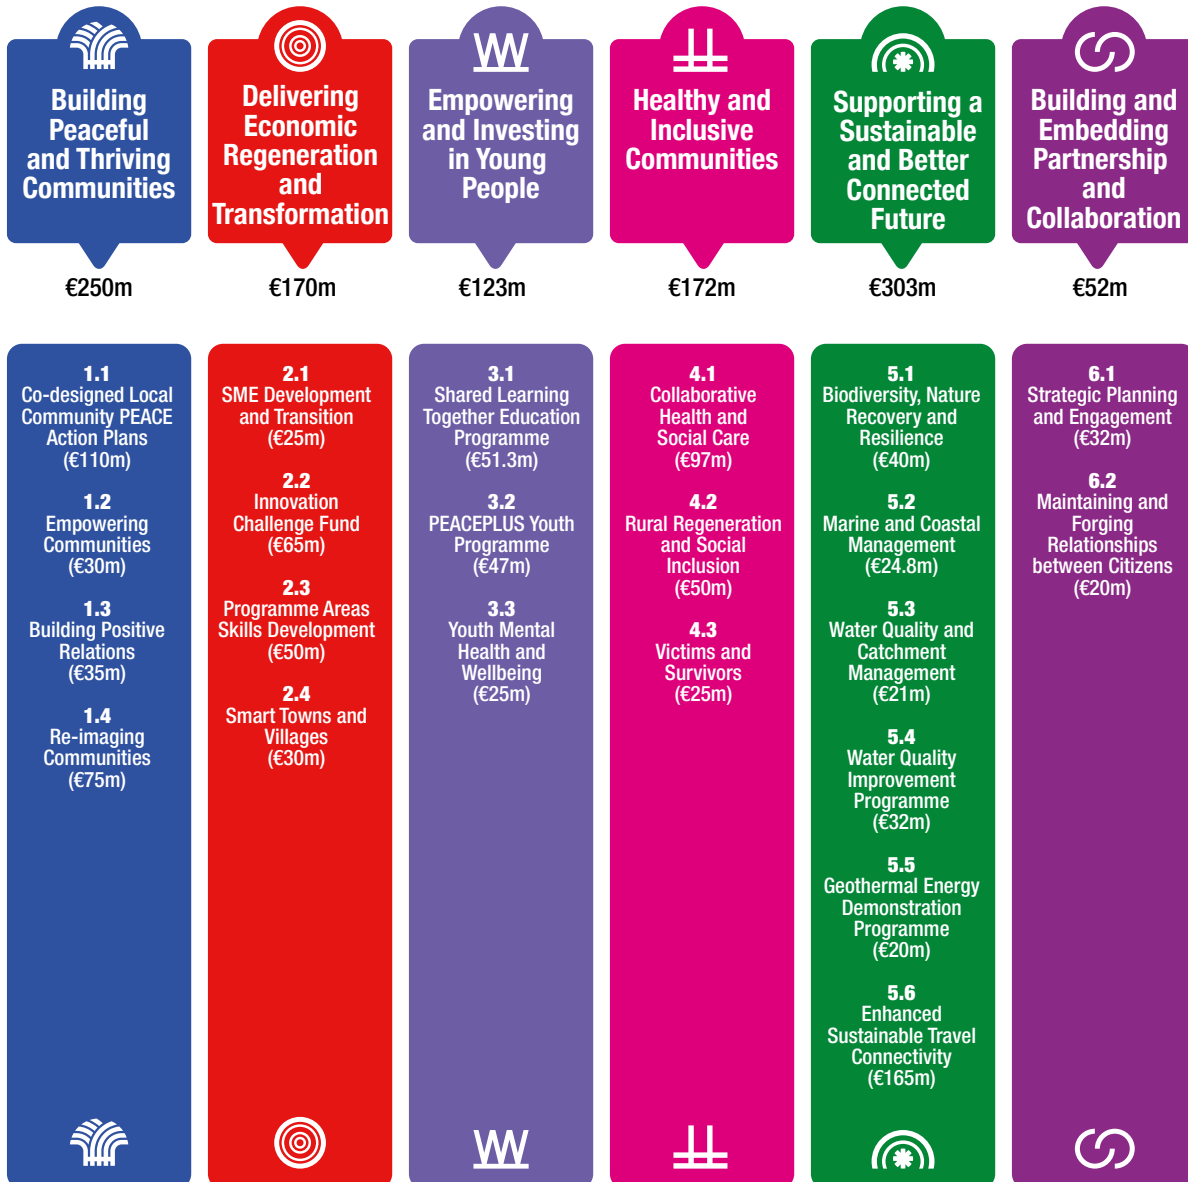 Building
Peaceful
and Thriving
Communities
€250m
1.1
Co-designed Local
Community PEACE
Action Plans
(€110m)
1.2
Empowering
Communities
(€30m)
1.3
Building Positive
Relations
(€35m)
1.4
Re-imaging
Communities
(€75m)
Delivering
Economic
Regeneration
and
Transformation
€170m
2.1
SME Development
and Transition
(€25m)
2.2
Innovation
Challenge Fund
(€65m)
2.3
Programme Areas
Skills Development
(€50m)
2.4
Smart Towns and
Villages
(€30m)
Empowering
and Investing
in Young
People
€123m
3.1
Shared Learning
Together Education
Programme
(€51.3m)
3.2
PEACEPLUS Youth
Programme
(€47m)
3.3
Youth Mental
Health and
Wellbeing
(€25m)
Healthy and
Inclusive
Communities
€172m
4.1
Collaborative
Health and
Social Care
(€97m)
4.2
Rural Regeneration
and Social
Inclusion
(€50m)
4.3
Victims and
Survivors
(€25m)
Supporting a
Sustainable
and Better
Connected
Future
€303m
5.1
Biodiversity, Nature
Recovery and
Resilience
(€40m)
5.2
Marine and Coastal
Management
(€24.8m)
5.3
Water Quality and
Catchment
Management
(€21m)
5.4
Water Quality
Improvement
Programme
(€32m)
5.5
Geothermal Energy
Demonstration
Programme
(€20m)
5.6
Enhanced
Sustainable Travel
Connectivity
(€165m)
Building and
Embedding
Partnership
and
Collaboration
€52m
6.1
Strategic Planning
and Engagement
(€32m)
6.2
Maintaining and
Forging
Relationships
between Citizens
(€20m)